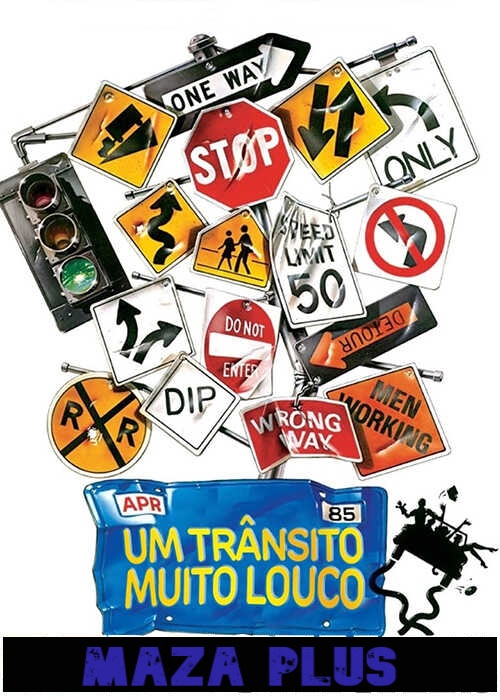 ONE WAY
STOP
ONLY
SPEED
LIMIT
50
DO NOT
ENTER
DETOUR
R R
DIP
WRONG
WAY
MEN
WORKING
APR
85
UM TRÂNSITO
MUITO LOUCO
MAZA PLUS